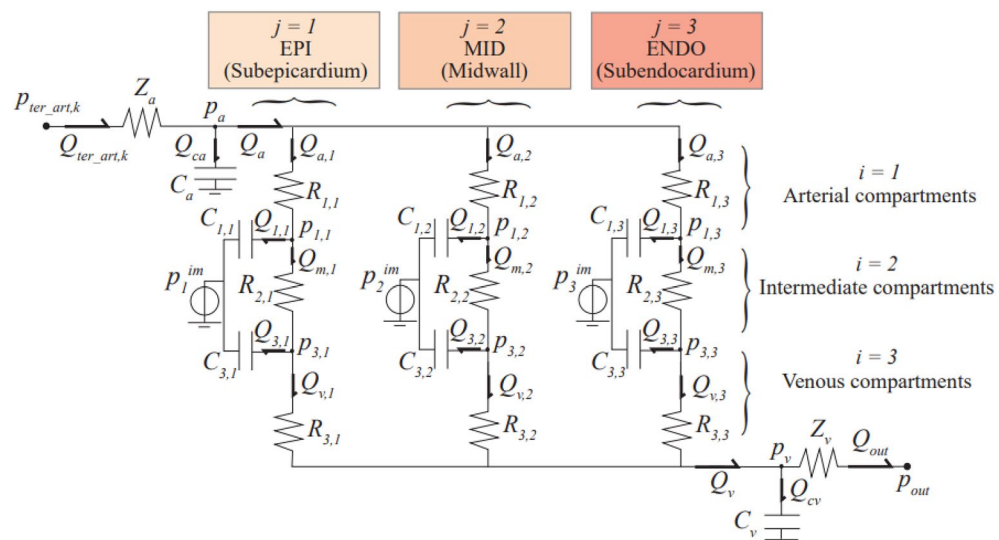 j = 1
EPI
(Subepicardium)
j = 2
MID
(Midwall)
j = 3
ENDO
(Subendocardium)
p_ter_art,k
Z_a
p_a
Q_ter_art,k
Q_ca
Q_a
Q_a,1
Q_a,2
Q_a,3
C_a
R_1,1
R_1,2
R_1,3
i = 1
Arterial compartments
C_1,1
Q_1,1
p_1,1
C_1,2
Q_1,2
p_1,2
C_1,3
Q_1,3
p_1,3
Q_m,1
Q_m,2
Q_m,3
p_1^im
R_2,1
p_2^im
R_2,2
p_3^im
R_2,3
i = 2
Intermediate compartments
Q_3,1
p_3,1
C_3,1
Q_3,2
p_3,2
C_3,2
Q_3,3
p_3,3
C_3,3
i = 3
Venous compartments
Q_v,1
Q_v,2
Q_v,3
R_3,1
R_3,2
R_3,3
Q_v
p_v
Z_v
Q_out
p_out
Q_cv
C_v